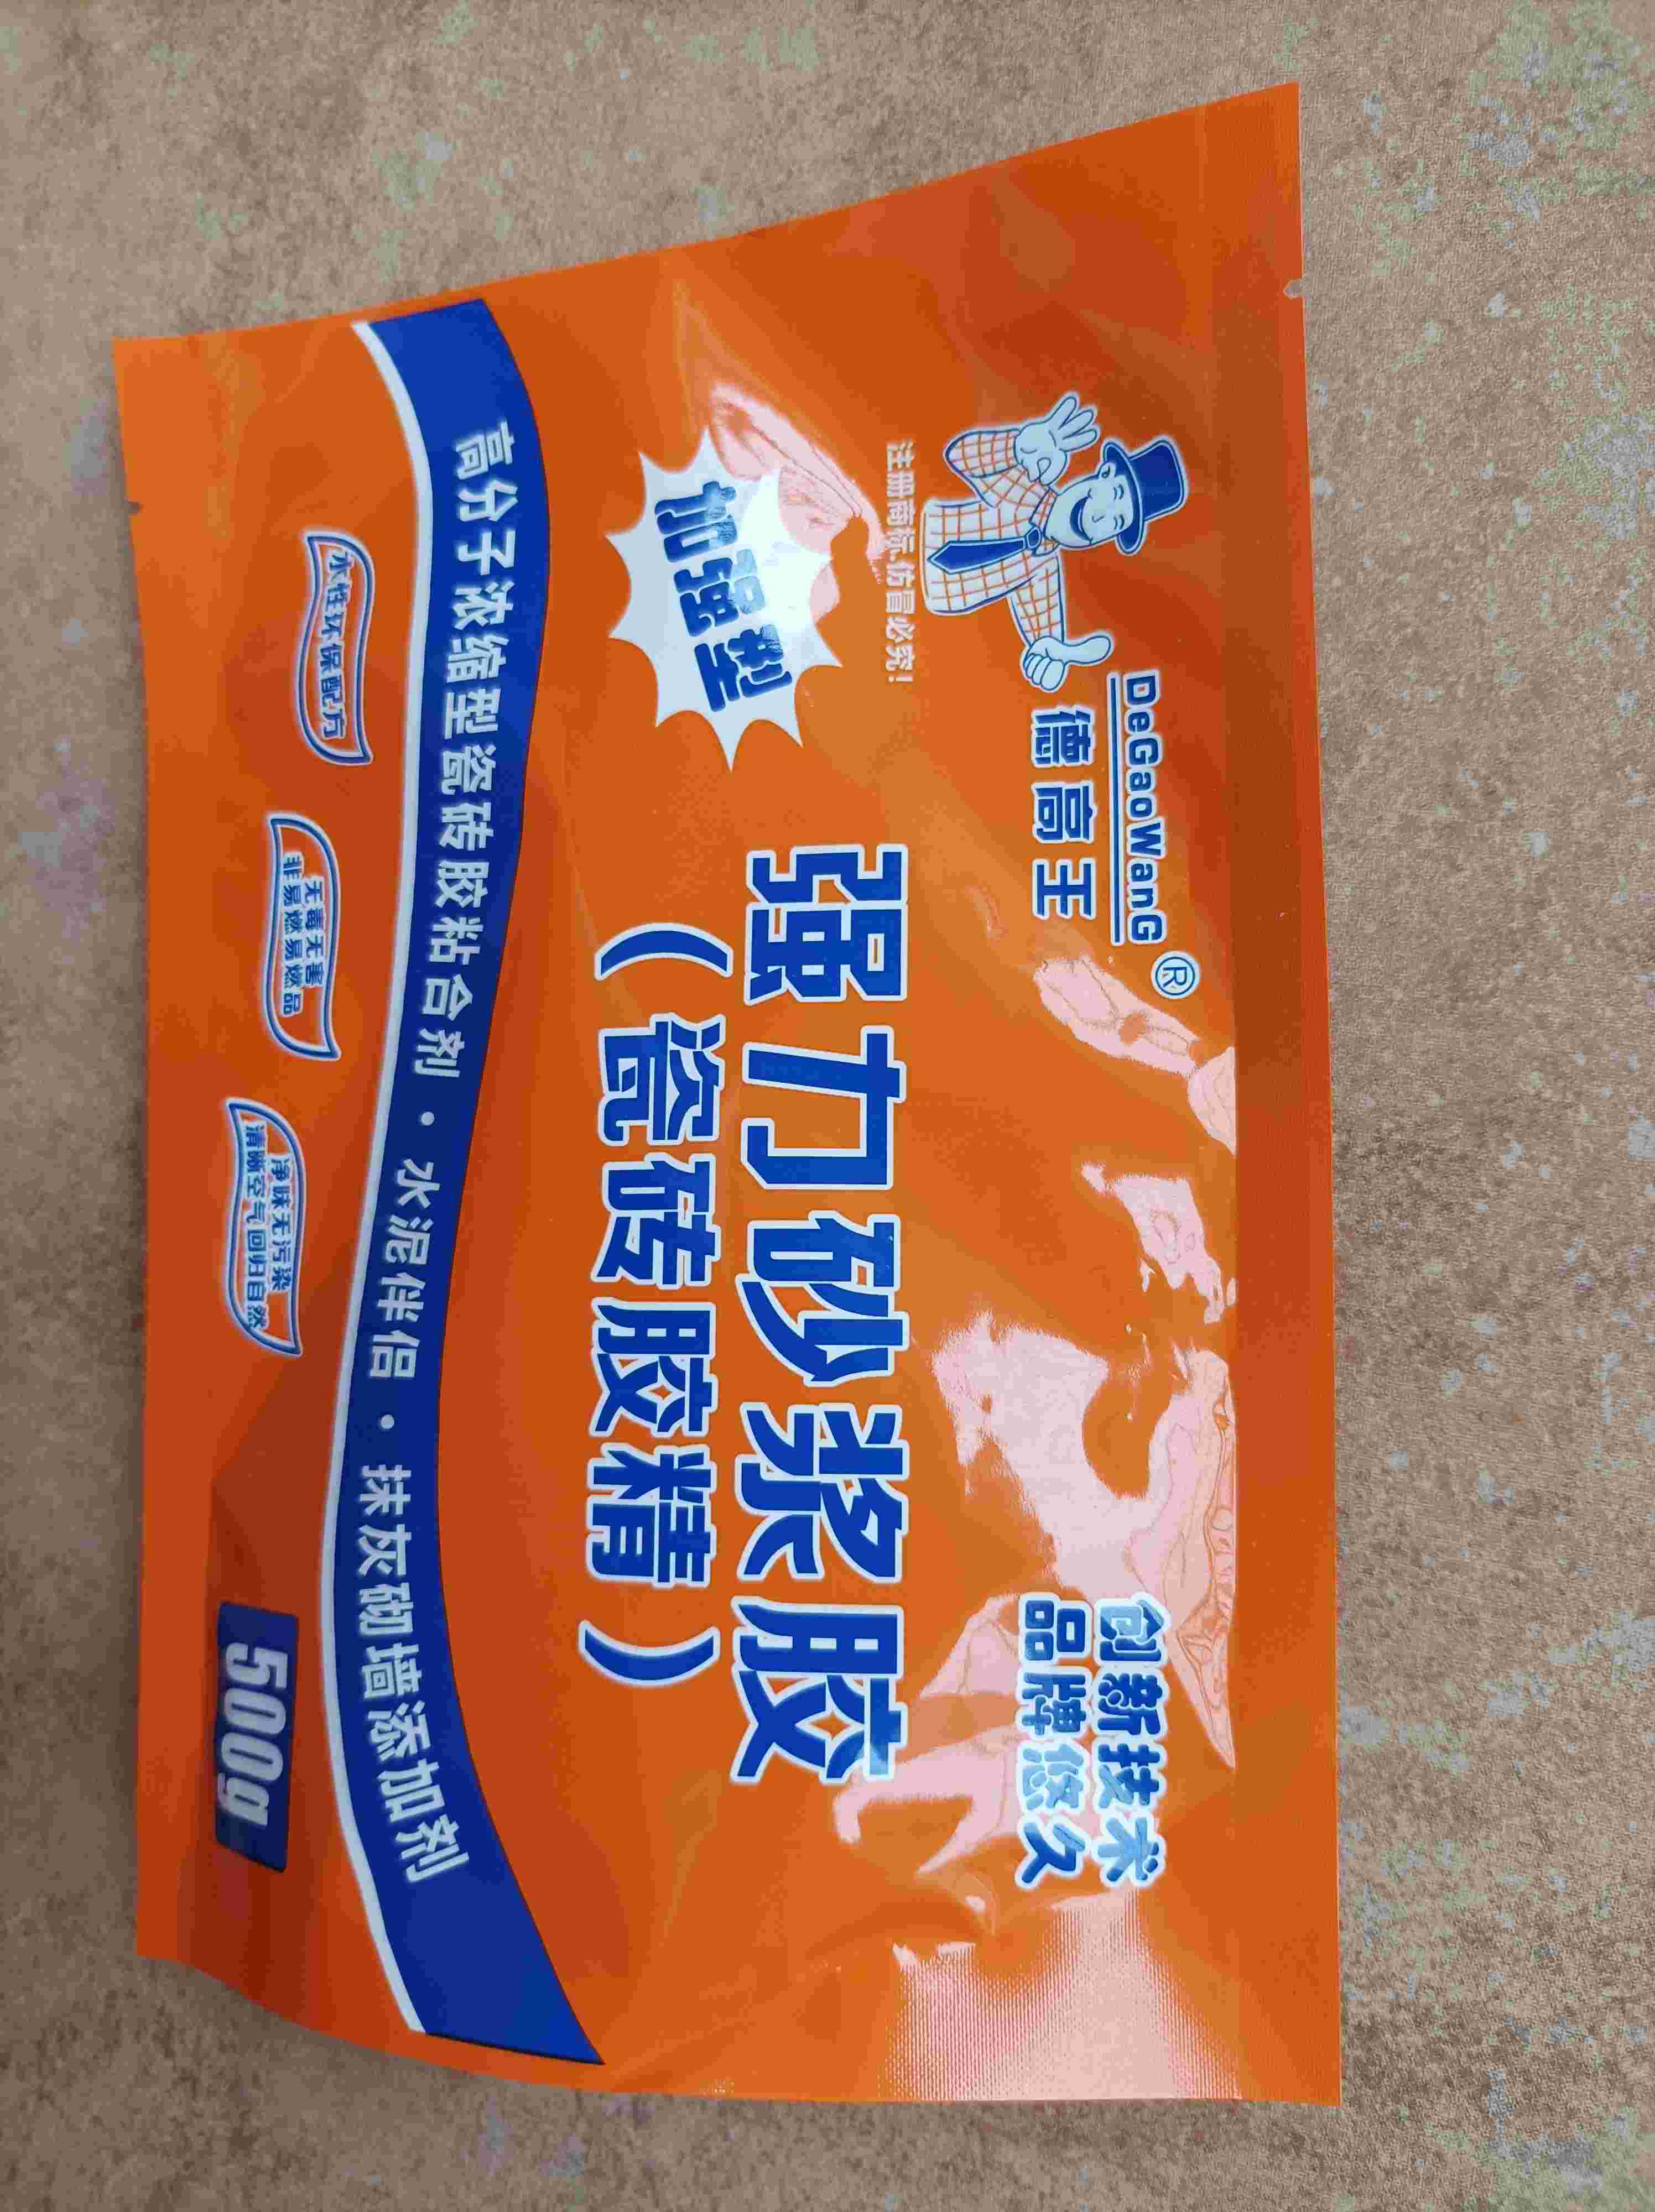 DeGaoWanG®
德高王
创新技术
品牌悠久
注册商标 仿冒必究!
强力砂浆胶
加强型
(瓷砖胶精)
高分子浓缩型瓷砖胶粘合剂·水泥伴侣·抹灰砌墙添加剂
水性环保配方
无毒无害
非易燃易燃品
净味无污染
清晰空气回归自然
500g